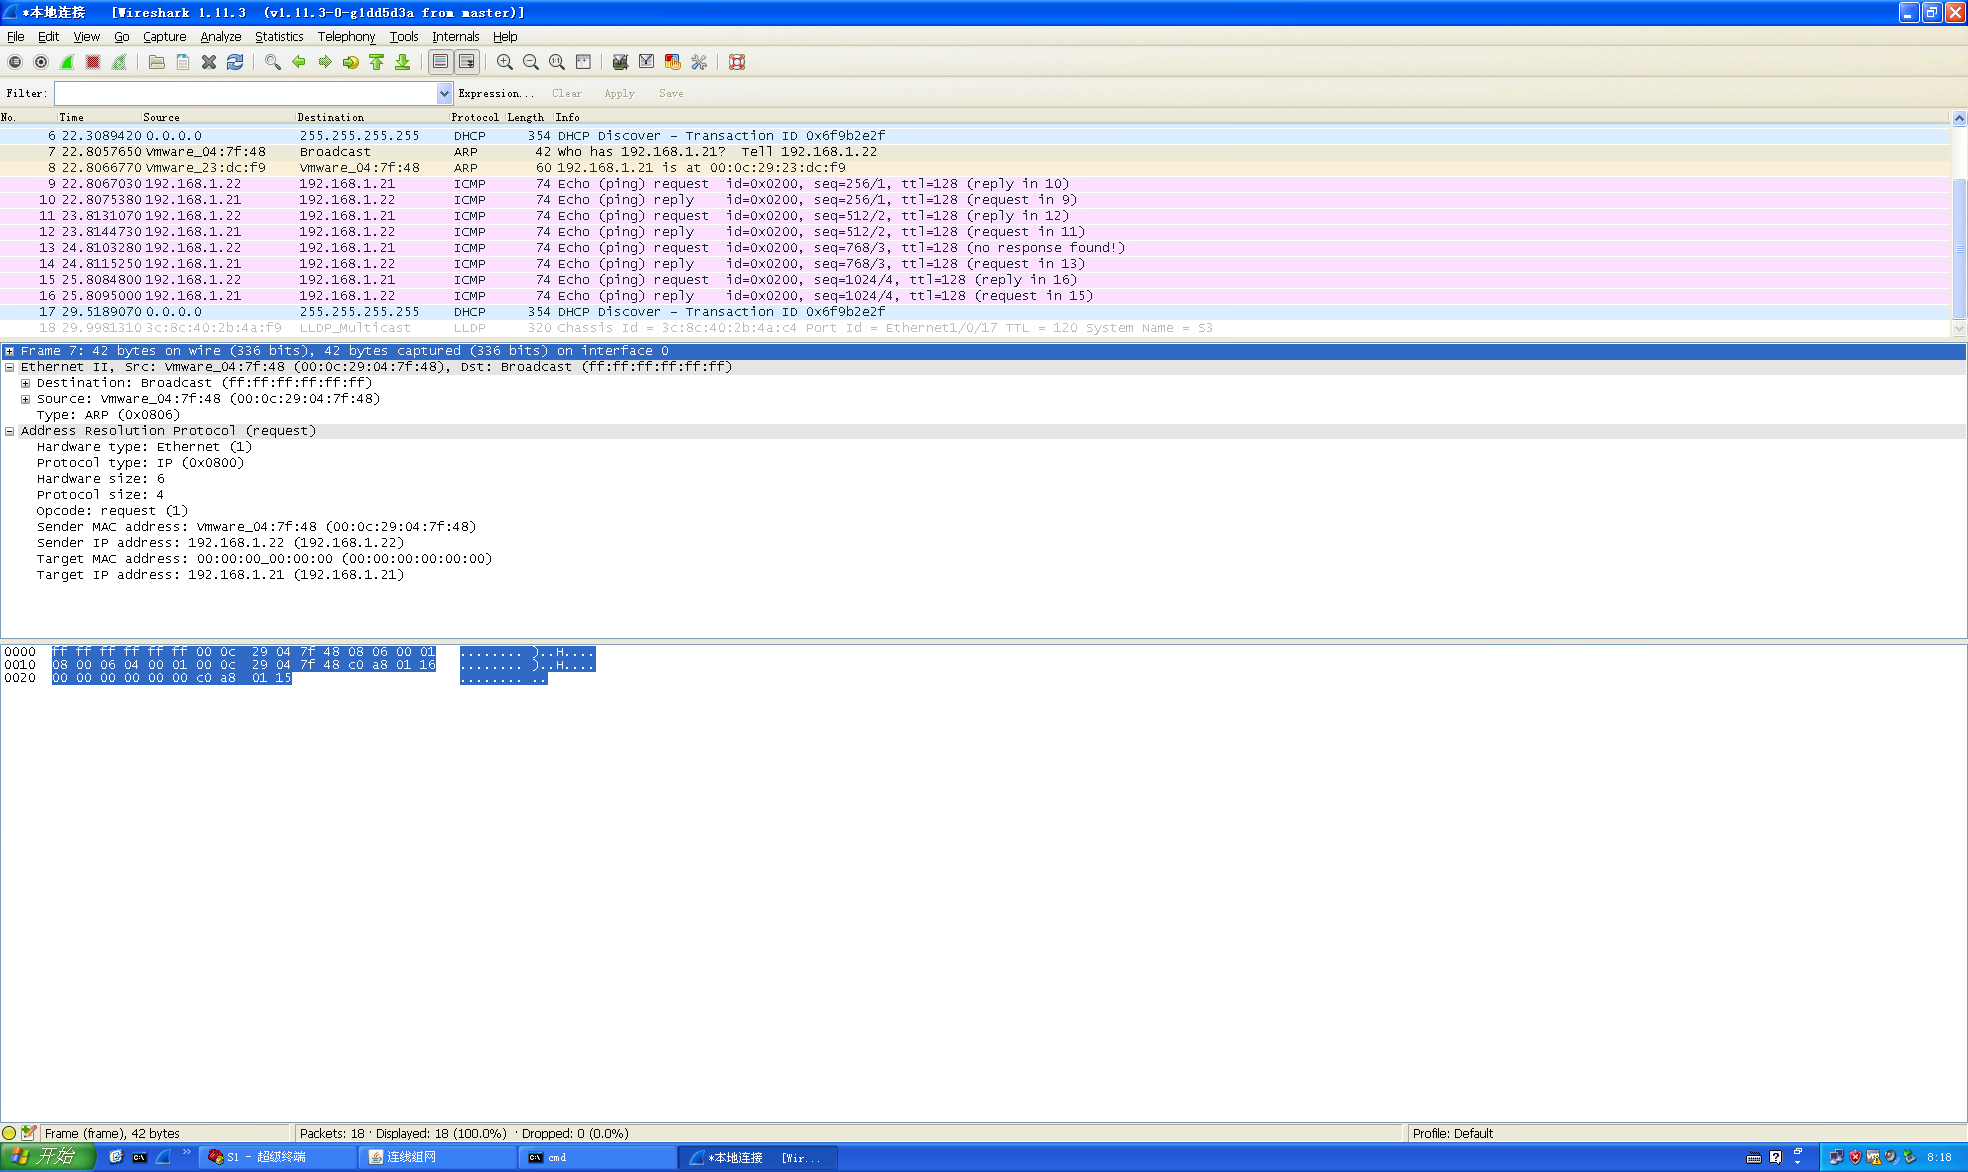 *本地连接 [Wireshark 1.11.3 (v1.11.3-0-g1dd5d3a from master)]
File Edit View Go Capture Analyze Statistics Telephony Tools Internals Help
Filter: Expression... Clear Apply Save
No. Time Source Destination Protocol Length Info
6 22.3089420 0.0.0.0 255.255.255.255 DHCP 354 DHCP Discover - Transaction ID 0x6f9b2e2f
7 22.8057650 Vmware_04:7f:48 Broadcast ARP 42 Who has 192.168.1.21? Tell 192.168.1.22
8 22.8066770 Vmware_23:dc:f9 Vmware_04:7f:48 ARP 60 192.168.1.21 is at 00:0c:29:23:dc:f9
9 22.8067030 192.168.1.22 192.168.1.21 ICMP 74 Echo (ping) request id=0x0200, seq=256/1, ttl=128 (reply in 10)
10 22.8075380 192.168.1.21 192.168.1.22 ICMP 74 Echo (ping) reply id=0x0200, seq=256/1, ttl=128 (request in 9)
11 23.8131070 192.168.1.22 192.168.1.21 ICMP 74 Echo (ping) request id=0x0200, seq=512/2, ttl=128 (reply in 12)
12 23.8144730 192.168.1.21 192.168.1.22 ICMP 74 Echo (ping) reply id=0x0200, seq=512/2, ttl=128 (request in 11)
13 24.8103280 192.168.1.22 192.168.1.21 ICMP 74 Echo (ping) request id=0x0200, seq=768/3, ttl=128 (no response found!)
14 24.8115250 192.168.1.21 192.168.1.22 ICMP 74 Echo (ping) reply id=0x0200, seq=768/3, ttl=128 (request in 13)
15 25.8084800 192.168.1.22 192.168.1.21 ICMP 74 Echo (ping) request id=0x0200, seq=1024/4, ttl=128 (reply in 16)
16 25.8095000 192.168.1.21 192.168.1.22 ICMP 74 Echo (ping) reply id=0x0200, seq=1024/4, ttl=128 (request in 15)
17 29.5189070 0.0.0.0 255.255.255.255 DHCP 354 DHCP Discover - Transaction ID 0x6f9b2e2f
18 29.9981310 3c:8c:40:2b:4a:f9 LLDP_Multicast LLDP 320 Chassis Id = 3c:8c:40:2b:4a:c4 Port Id = Ethernet1/0/17 TTL = 120 System Name = S3
Frame 7: 42 bytes on wire (336 bits), 42 bytes captured (336 bits) on interface 0
Ethernet II, Src: Vmware_04:7f:48 (00:0c:29:04:7f:48), Dst: Broadcast (ff:ff:ff:ff:ff:ff)
Destination: Broadcast (ff:ff:ff:ff:ff:ff)
Source: Vmware_04:7f:48 (00:0c:29:04:7f:48)
Type: ARP (0x0806)
Address Resolution Protocol (request)
Hardware type: Ethernet (1)
Protocol type: IP (0x0800)
Hardware size: 6
Protocol size: 4
Opcode: request (1)
Sender MAC address: Vmware_04:7f:48 (00:0c:29:04:7f:48)
Sender IP address: 192.168.1.22 (192.168.1.22)
Target MAC address: 00:00:00_00:00:00 (00:00:00:00:00:00)
Target IP address: 192.168.1.21 (192.168.1.21)
0000 ff ff ff ff ff ff 00 0c 29 04 7f 48 08 06 00 01 ........ )..H....
0010 08 00 06 04 00 01 00 0c 29 04 7f 48 c0 a8 01 16 ........ )..H....
0020 00 00 00 00 00 00 c0 a8 01 15 ........ ..
Frame (frame), 42 bytes Packets: 18 · Displayed: 18 (100.0%) · Dropped: 0 (0.0%) Profile: Default
开始 S1 - 超级终端 连线组网 cmd *本地连接 [Wir... 8:18